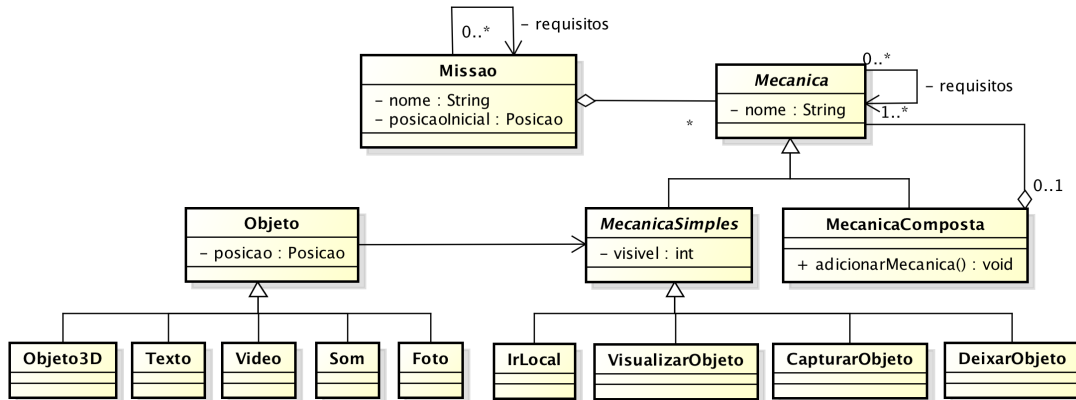 0..*
– requisitos
Missao
– nome : String
– posicaoInicial : Posicao
*
Mecanica
– nome : String
0..*
– requisitos
1..*
0..1
Objeto
– posicao : Posicao
MecanicaSimples
– visivel : int
MecanicaComposta
+ adicionarMecanica() : void
Objeto3D
Texto
Video
Som
Foto
IrLocal
VisualizarObjeto
CapturarObjeto
DeixarObjeto